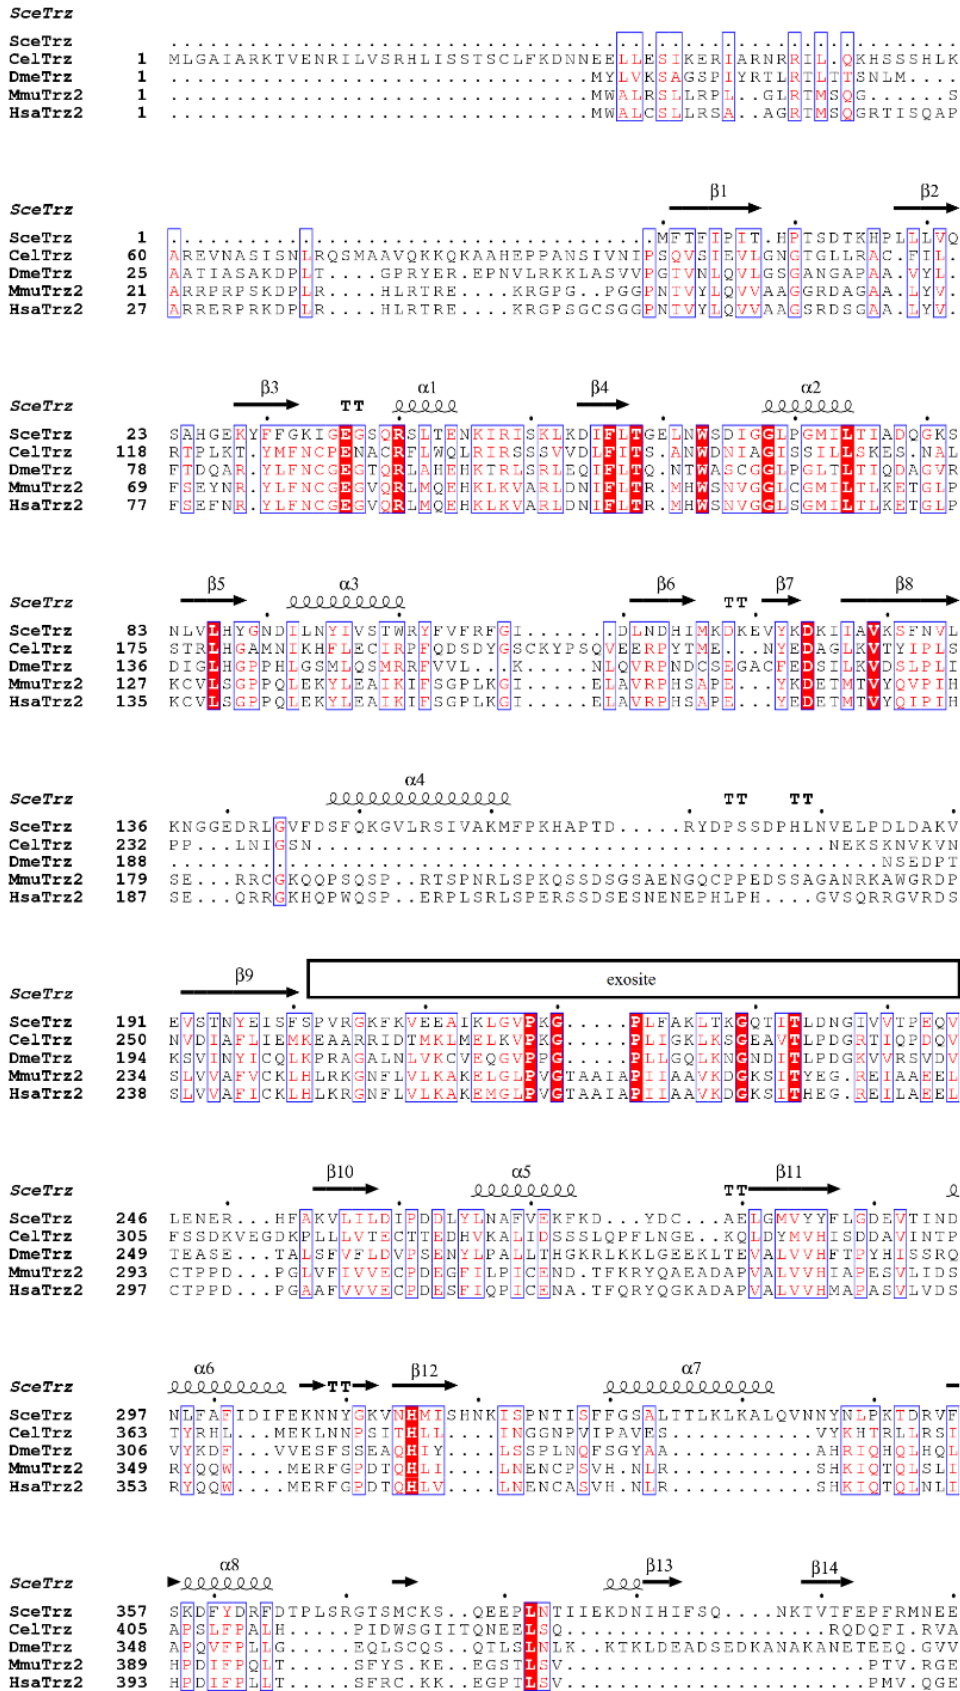 SceTrz
SceTrz ............................................................
CelTrz 1 MLGAIARKTVENRILVSRHLISSTSCLFKDNNEELLESIKERIARNRRIL.QKHSSSHLK
DmeTrz 1 ................................MYLVKSAGSPIYRTLRTLTTSNLM....
MmuTrz2 1 ................................MWALRSLLRPL..GLRTMSQG......S
HsaTrz2 1 ................................MWALCSLLRSA..AGRTMSQGRTISQAP
β1 β2
SceTrz
SceTrz 1 .....................................MFTFIPIT.HPTSDTKHPLLLVQ
CelTrz 60 AREVNASISNLRQSMAAVQKKQKAAHEPPANSIVNIPSQVSIEVLGNGTGLLRAC.FIL.
DmeTrz 25 AATIASAKDPLT...GPRYER.EPNVLRKKLASVVPGTVNLQVLGSGANGAPAA.VYL.
MmuTrz2 21 ARRPRPSKDPLR....HLRTRE....KRGPG..PGGPNTVYLQVVAAGGRDAGAA.LYV.
HsaTrz2 27 ARRERPRKDPLR....HLRTRE....KRGPSGCSGGPNTVYLQVVAAGSRDSGAA.LYV.
β3 TT α1 β4 α2
SceTrz
SceTrz 23 SAHGEKYFFGKIGEGSQRSLTENKIRISKLKDIFLTGELNWSDIGGLPGMILTIADQGKS
CelTrz 118 RTPLKT.YMFNCPENACRFLWQLRIRSSSVVDLFITS.ANWDNIAGISSILLSKES.NAL
DmeTrz 78 FTDQAR.YLFNCGEGTQRLAHEHKTRLSRLEQIFLTQ.NTWASCGGLPGLTLTIQDAGVR
MmuTrz2 69 FSEYNR.YLFNCGEGVQRLMQEHKLKVARLDNIFLTR.MHWSNVGGLCGMILTLKETGLP
HsaTrz2 77 FSEFNR.YLFNCGEGVQRLMQEHKLKVARLDNIFLTR.MHWSNVGGLSGMILTLKETGLP
β5 α3 β6 TT β7 β8
SceTrz
SceTrz 83 NLVLHYGNDILNYIVSTWRYFVFRFGI......DLNDHIMKDKEVYKDKIIAVKSFNVL
CelTrz 175 STRLHGAMNIKHMLECIRPFQDSDYGSCKYPSQVEERPYTME..NYEDAGLKVTYIPLS
DmeTrz 136 DIGLHGPPHLGSMLQSMRRFVVL...K......NLQVRPNDCSEGACFEDSILKVDSLPLI
MmuTrz2 127 KCVLSGPPQLEKYLEAIKIFSGPLKGI.....ELAVRPHSAPE...YKDETMTVYQVPIH
HsaTrz2 135 KCVLSGPPQLEKYLEAIKIFSGPLKGI.....ELAVRPHSAPE...YEDETMTVYQIPIH
α4 TT TT
SceTrz
SceTrz 136 KNGGEDRLGVFDSFQKGVLRSIVAKMFPKHAPTD.....RYDPSSDPHLNVELPDLDAKV
CelTrz 232 PP...LNIGSN......................................NEKSKNVKVN
DmeTrz 188 ......................................................NSEDPT
MmuTrz2 179 SE...RRCGKQQPSQSP..RTSPNRLSPKQSSDSGSAENGQCPPEDSSAGANRKAWGRDP
HsaTrz2 187 SE...QRRGKHQPWQSP..ERPLSRLSPERSSDSESNENEPHLPH....GVSQRRGVRDS
β9 exosite
SceTrz
SceTrz 191 EVSTNYEISFSPVRGKFKVEEAIKLGVPKG.....PLFAKLTKGQTITLDNGIVVTPEQV
CelTrz 250 NVDIAFLIEMKEAARRIDTMKLMELKVPKG.....PLIGKLKSGEAVTLPDGRTIQPDQV
DmeTrz 194 KSVINYICQLKPRAGALNLVKCVEQGVPPG.....PLLGQLKNGNDITLPDGKVVRSVDV
MmuTrz2 234 SLVVAFVCKLHLRKGNFLVLKAKELGLPVGTAAIAPIIAAVKDGKSITYEG.REIAAEEL
HsaTrz2 238 SLVVAFICKLHLKRGNFLVLKAKEMGLPVGTAAIAPIIAAVKDGKSITHEG.REILAEEL
β10 α5 TT β11
SceTrz
SceTrz 246 LENER...HFAKVLILDIPDDLYLNAFVEKFKD...YDC...AELGMVYYFLGDEVTIND
CelTrz 305 FSSDKVEGDKPLLLVTECTTEDHVKALIDSSSLQPFLNGE..KQLDYMVHISDDAVINTP
DmeTrz 249 TEASE....TALSFVFLDVPSENYLPALLTHGKRLKKLGEEKLTEVALVVHFTPYHISSRQ
MmuTrz2 293 CTPPD...PGLVFIVVECPDEGFILPICEND.TFKRYQAEADAPVALVVHIAPESVLIDS
HsaTrz2 297 CTPPD...PGAAFVVVECPDESFIQPICENA.TFQRYQGKADAPVALVVHMAPASVLVDS
α6 TT β12 α7
SceTrz
SceTrz 297 NLFAFIDIFEKNNYGKVNHMISHNKISPNTISFFGSALTTLKLKALQVNNYNLPKTDRVF
CelTrz 363 TYRHL....MEKLNNPSITHLL....INGGNPVIPAVES.............VYKHTRLLRSI
DmeTrz 306 VYKDF....VVESFSSEAQHIY....LSSPLNQFSGYAA...........AHRIQHQLHQL
MmuTrz2 349 RYQQW....MERFGPDTQHLI....LNENCPSVH.NLR...........SHKIQTQLSLI
HsaTrz2 353 RYQQW....MERFGPDTQHLV....LNENCASVH.NLR...........SHKIQTQLNLI
α8 β13 β14
SceTrz
SceTrz 357 SKDFYDRFDTPLSRGTSMCKS..QEEPLNTIIEKDNIHIFSQ....NKTVTFEPFRMNEE
CelTrz 405 APSLFPALH.....PIDWSGIITQNEELSQ....................RQDQFI.RVA
DmeTrz 348 APQVFPLLG.....EQLSCQS..QTLSLNLK..KTKLDEADSEDKANAKANETEEQ.GVV
MmuTrz2 389 HPDIFPQLT.....SFYS.KE..EGSTLSV.......................PTV.RGE
HsaTrz2 393 HPDIFPLLT.....SFRC.KK..EGPTLSV.......................PMV.QGE